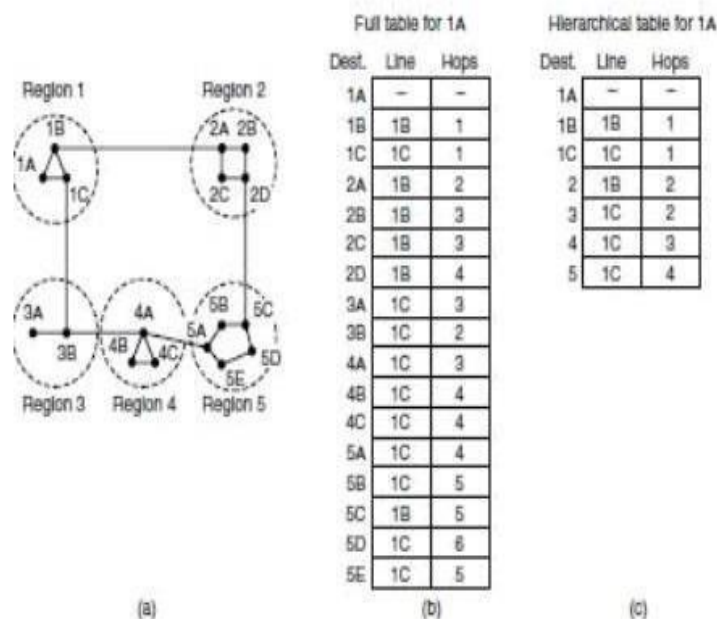 Full table for 1A
Dest. Line Hops
1A – –
1B 1B 1
1C 1C 1
2A 1B 2
2B 1B 3
2C 1B 3
2D 1B 4
3A 1C 3
3B 1C 2
4A 1C 3
4B 1C 4
4C 1C 4
5A 1C 4
5B 1C 5
5C 1B 5
5D 1C 6
5E 1C 5
Hierarchical table for 1A
Dest. Line Hops
1A – –
1B 1B 1
1C 1C 1
2 1B 2
3 1C 2
4 1C 3
5 1C 4
Region 1
Region 2
1B
2A 2B
1A
1C
2C 2D
3A
4A
5B
5C
3B
4B
4C
5A
5D
5E
Region 3
Region 4
Region 5
(a)
(b)
(c)